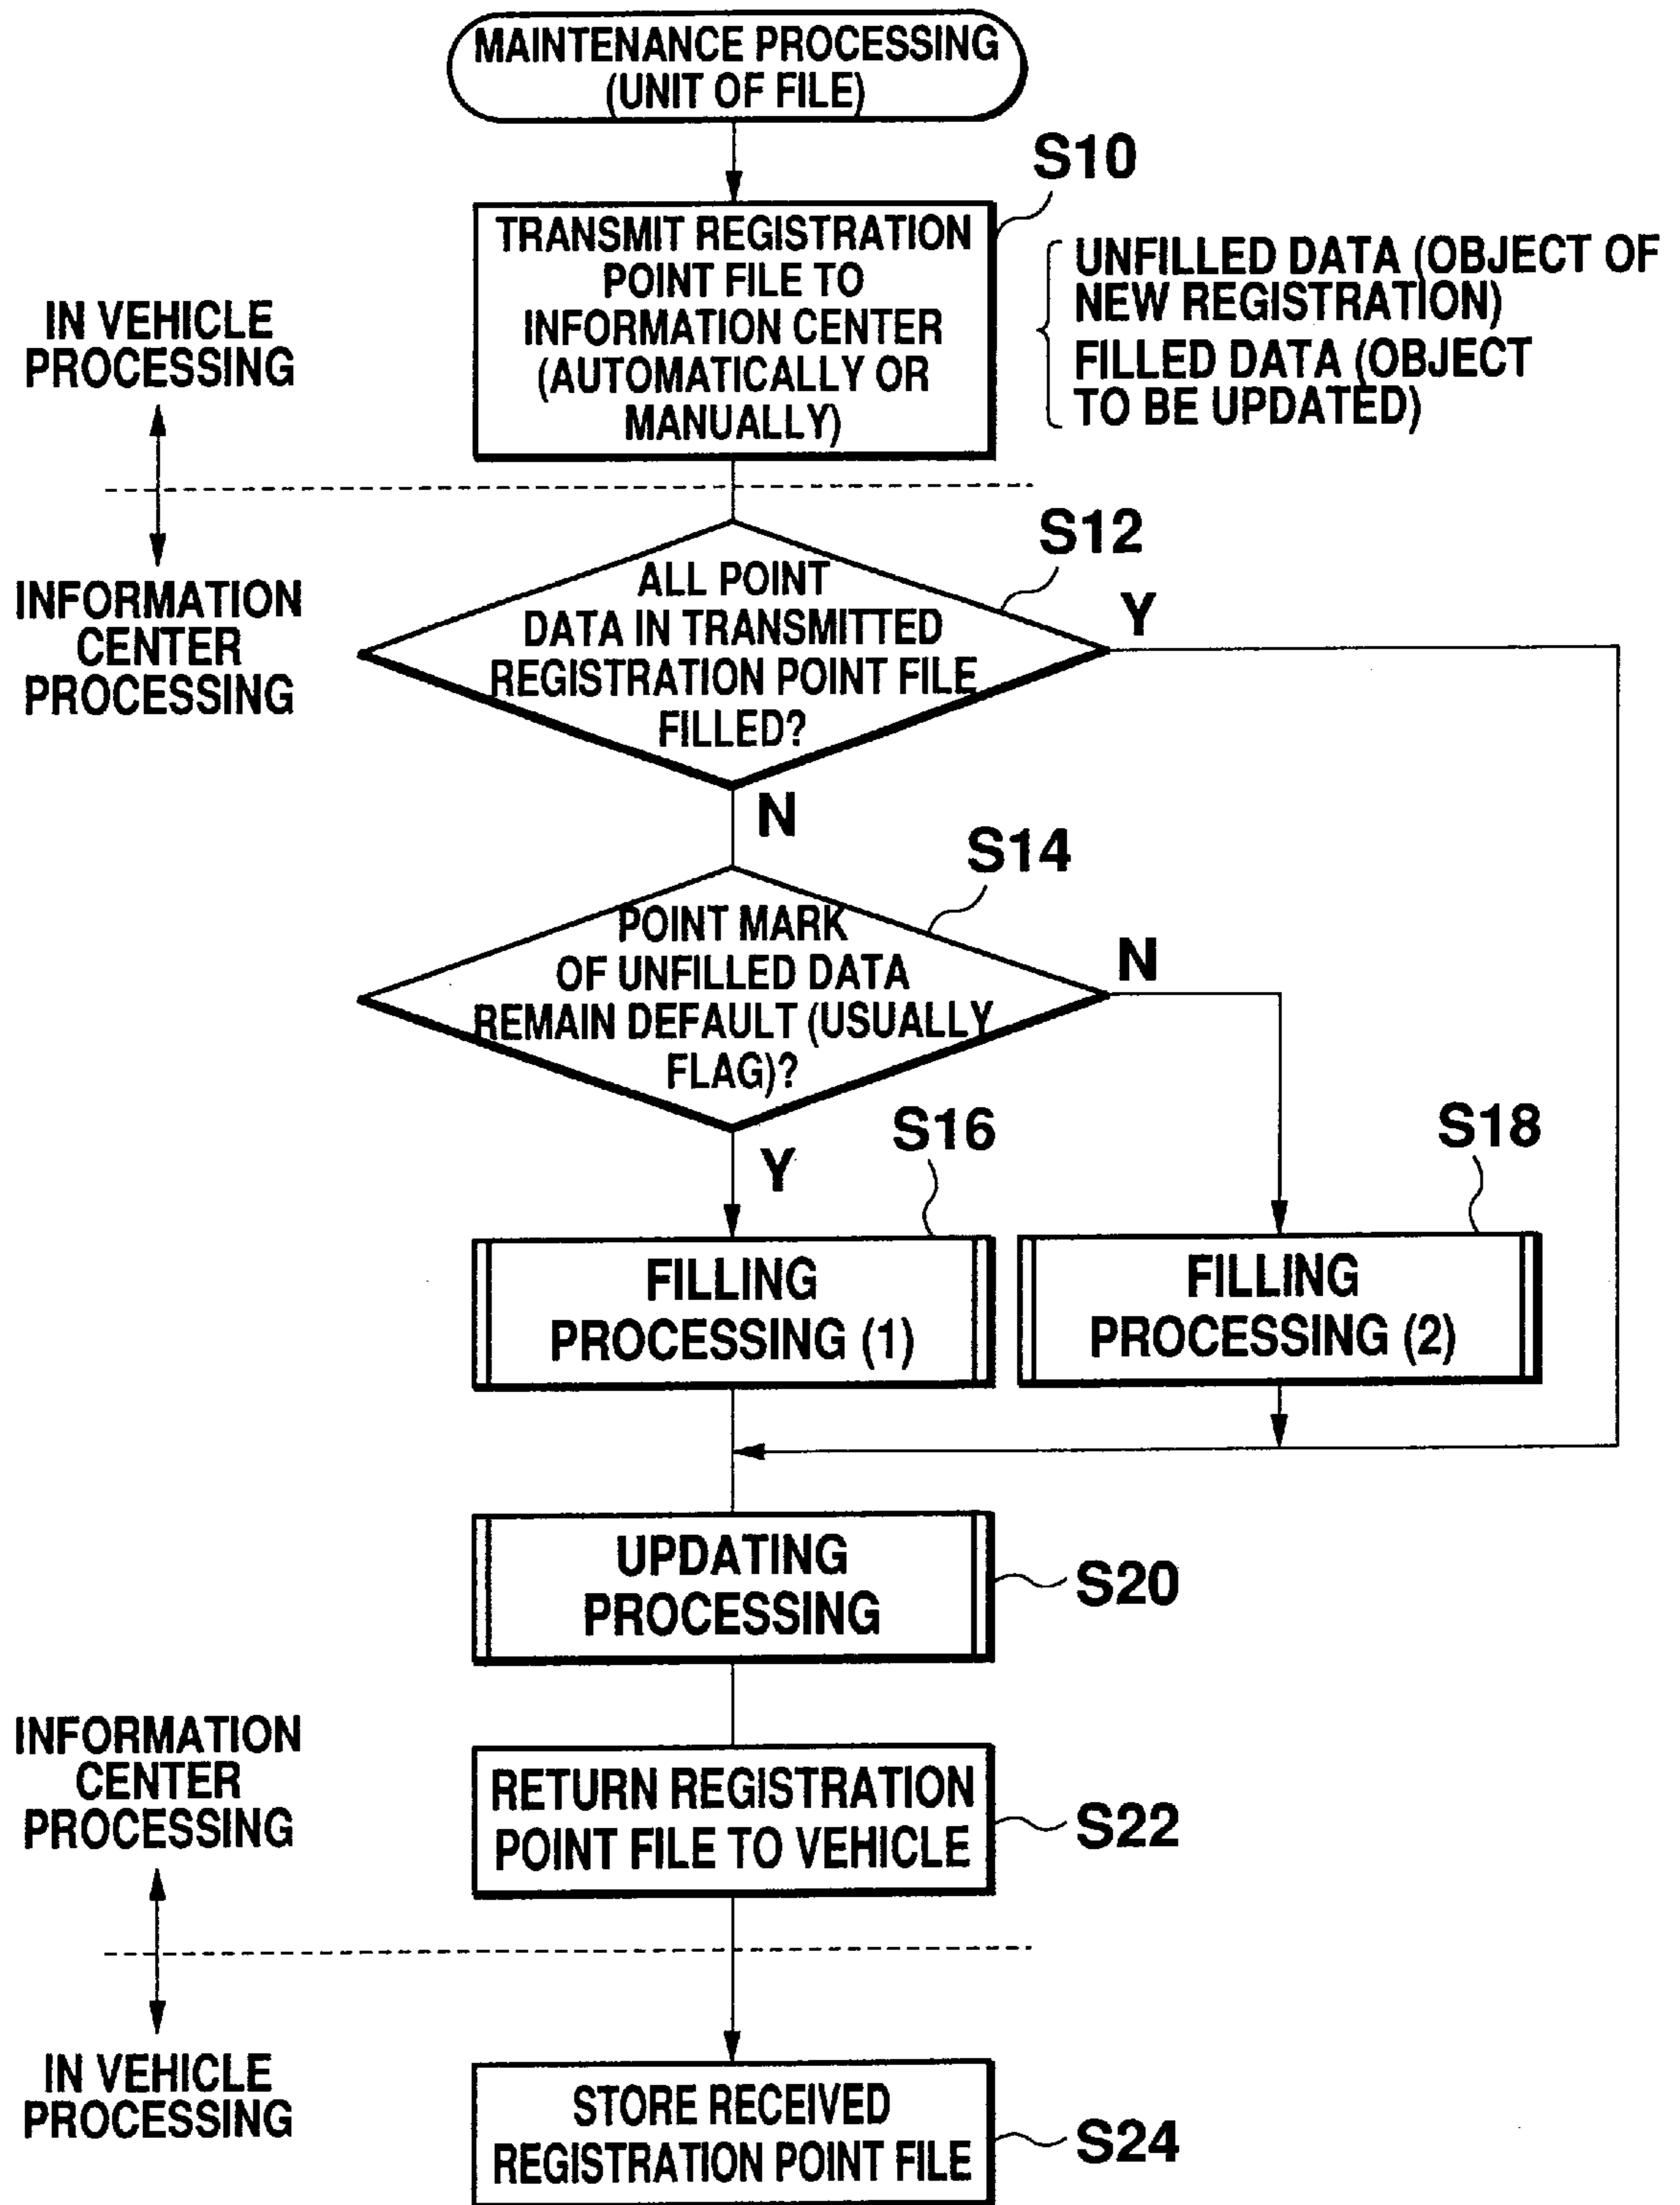 MAINTENANCE PROCESSING
(UNIT OF FILE)
S10
TRANSMIT REGISTRATION
POINT FILE TO
INFORMATION CENTER
(AUTOMATICALLY OR
MANUALLY)
UNFILLED DATA (OBJECT OF
NEW REGISTRATION)
FILLED DATA (OBJECT
TO BE UPDATED)
IN VEHICLE
PROCESSING
INFORMATION
CENTER
PROCESSING
S12
ALL POINT
DATA IN TRANSMITTED
REGISTRATION POINT FILE
FILLED?
Y
N
S14
POINT MARK
OF UNFILLED DATA
REMAIN DEFAULT (USUALLY
FLAG)?
N
Y
S16
FILLING
PROCESSING (1)
S18
FILLING
PROCESSING (2)
UPDATING
PROCESSING
S20
INFORMATION
CENTER
PROCESSING
RETURN REGISTRATION
POINT FILE TO VEHICLE
S22
IN VEHICLE
PROCESSING
STORE RECEIVED
REGISTRATION POINT FILE
S24